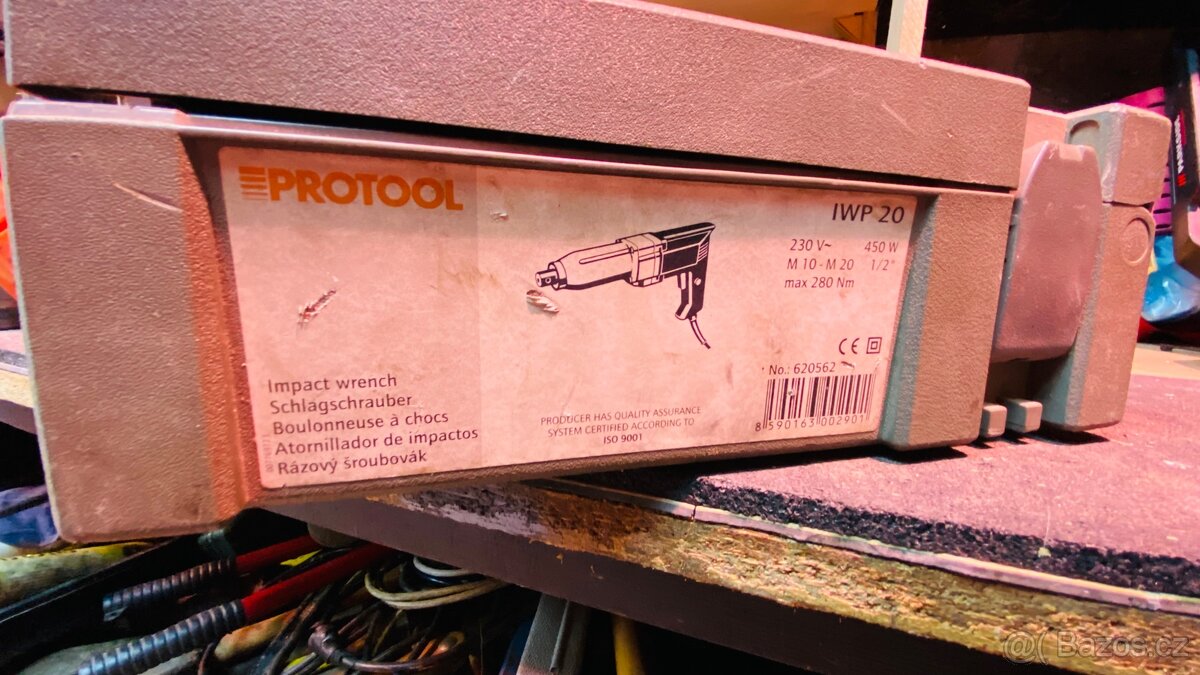 PROTOOL
IWP 20
230 V~ 450 W
M 10 - M 20 1/2"
max 280 Nm
CE
No.: 620562
8 590163 002901
Impact wrench
Schlagschrauber
Boulonneuse à chocs
Atornillador de impactos
Rázový šroubovák
PRODUCER HAS QUALITY ASSURANCE
SYSTEM CERTIFIED ACCORDING TO
ISO 9001
Bazos.cz